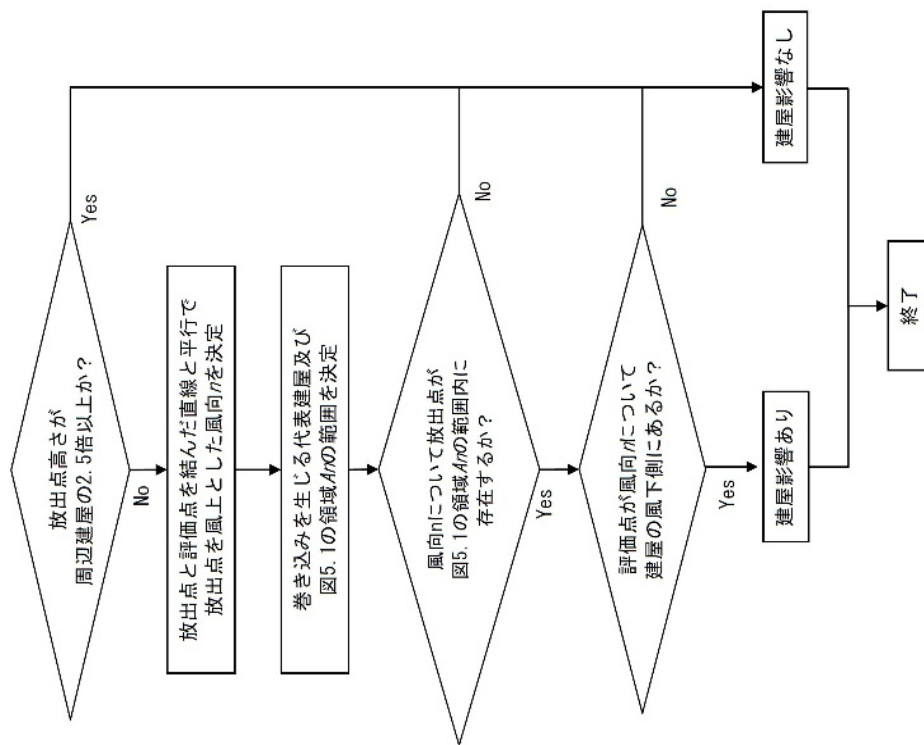 放出点高さが
周辺建屋の2.5倍以上か?
Yes
No
放出点と評価点を結んだ直線と平行で
放出点を風上とした風向nを決定
巻き込みを生じる代表建屋及び
図5.1の領域Anの範囲を決定
風向nについて放出点が
図5.1の領域Anの範囲内に
存在するか?
No
Yes
評価点が風向nについて
建屋の風下側にあるか?
No
Yes
建屋影響あり
建屋影響なし
終了